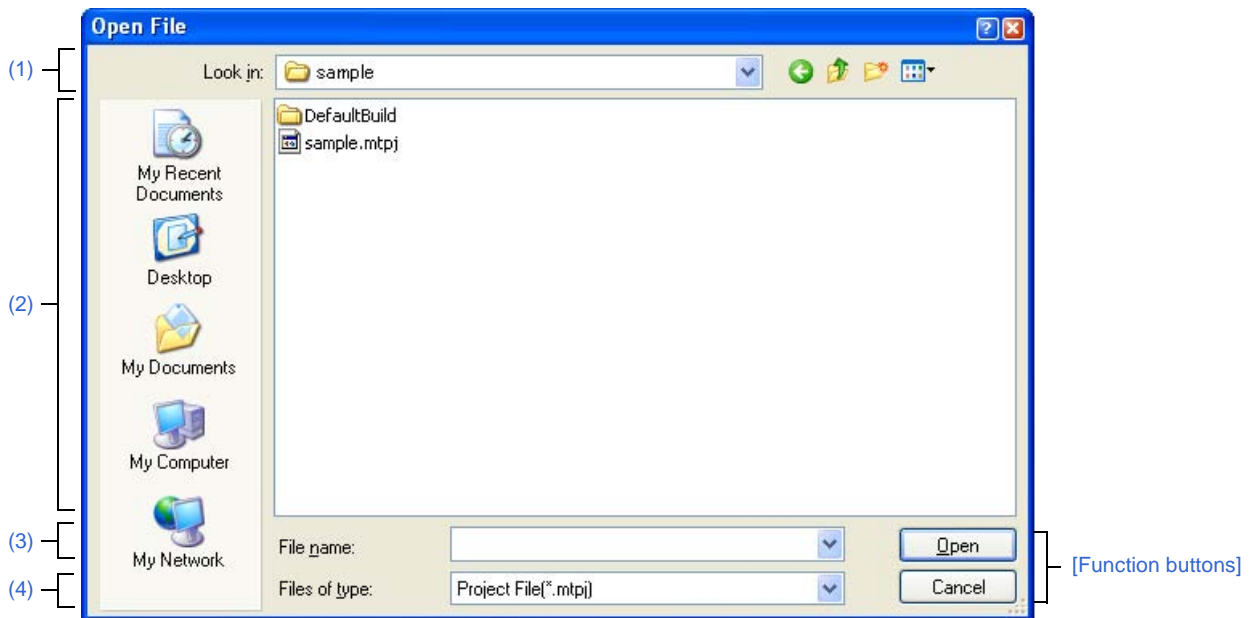 Open File
(1)
Look in:
sample
(2)
My Recent
Documents
Desktop
My Documents
My Computer
My Network
DefaultBuild
sample.mtpj
(3)
File name:
Open
[Function buttons]
(4)
Files of type:
Project File(*.mtpj)
Cancel